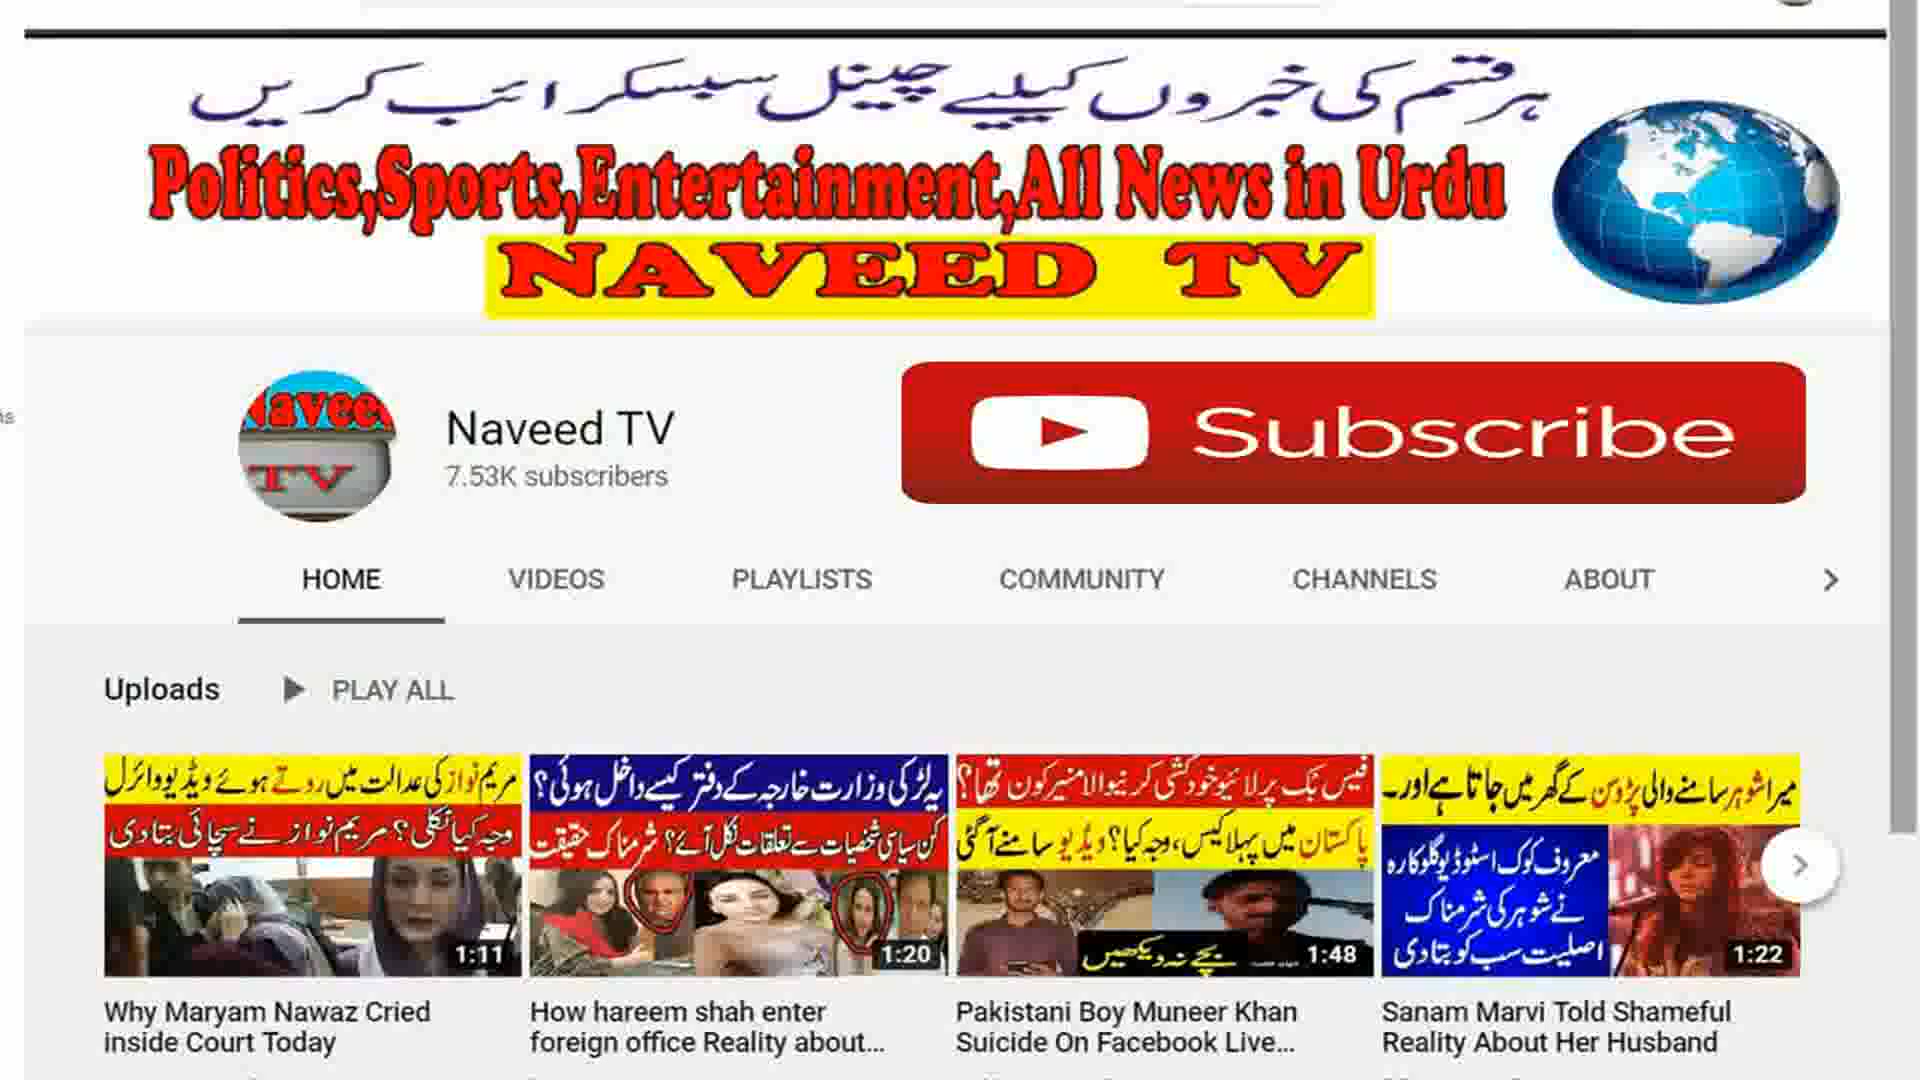 ہر قسم کی خبروں کیلیے چینل سبسکرائب کریں
Politics,Sports,Entertainment,All News in Urdu
NAVEED TV
Navee
TV
Naveed TV
7.53K subscribers
Subscribe
HOME VIDEOS PLAYLISTS COMMUNITY CHANNELS ABOUT
Uploads PLAY ALL
مریم نواز کی عدالت میں روتے ہوئے ویڈیو وائرل
وجہ کیا نکلی؟ مریم نواز نے سچائی بتا دی
1:11
Why Maryam Nawaz Cried
inside Court Today
یہ لڑکی وزارت خارجہ کے دفتر کیسے داخل ہوئی؟
کن سیاسی شخصیات سے تعلقات نکل آئے؟ شرمناک حقیقت
1:20
How hareem shah enter
foreign office Reality about...
فیس بک پر لائیو خودکشی کرنیوالا منیر کون تھا؟
پاکستان میں پہلا کیس، وجہ کیا؟ ویڈیو سامنے آگئی
بچے نہ دیکھیں
1:48
Pakistani Boy Muneer Khan
Suicide On Facebook Live...
میرا شوہر سامنے والی پڑوسن کے گھر میں جاتا ہے اور۔
معروف کوک اسٹوڈیو گلوکارہ
نے شوہر کی شرمناک
اصلیت سب کو بتا دی
1:22
Sanam Marvi Told Shameful
Reality About Her Husband